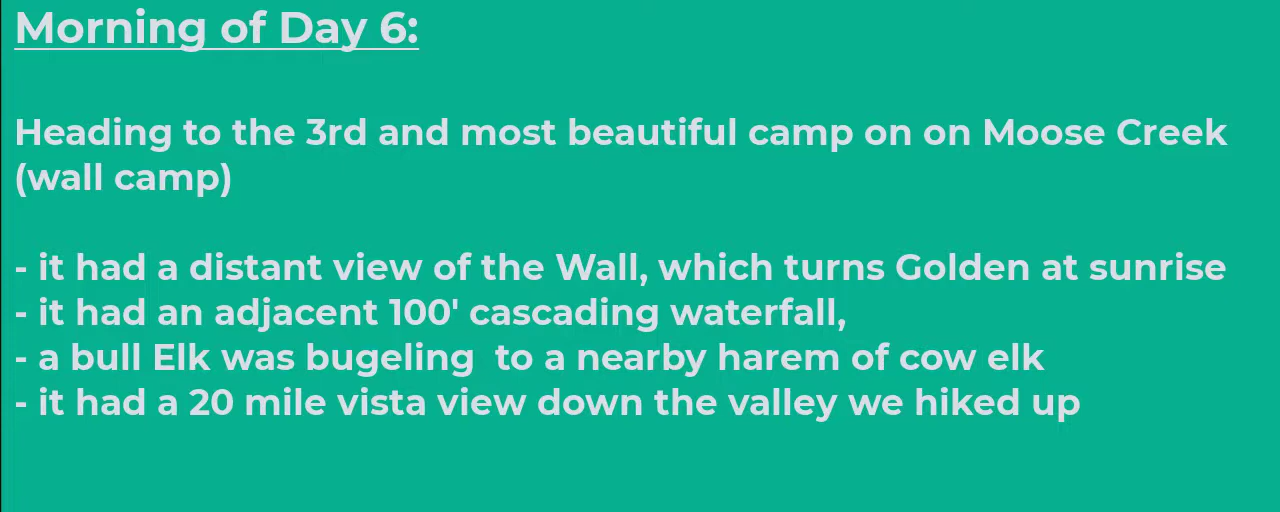 Morning of Day 6:
Heading to the 3rd and most beautiful camp on on Moose Creek
(wall camp)
- it had a distant view of the Wall, which turns Golden at sunrise
- it had an adjacent 100' cascading waterfall,
- a bull Elk was bugeling  to a nearby harem of cow elk
- it had a 20 mile vista view down the valley we hiked up